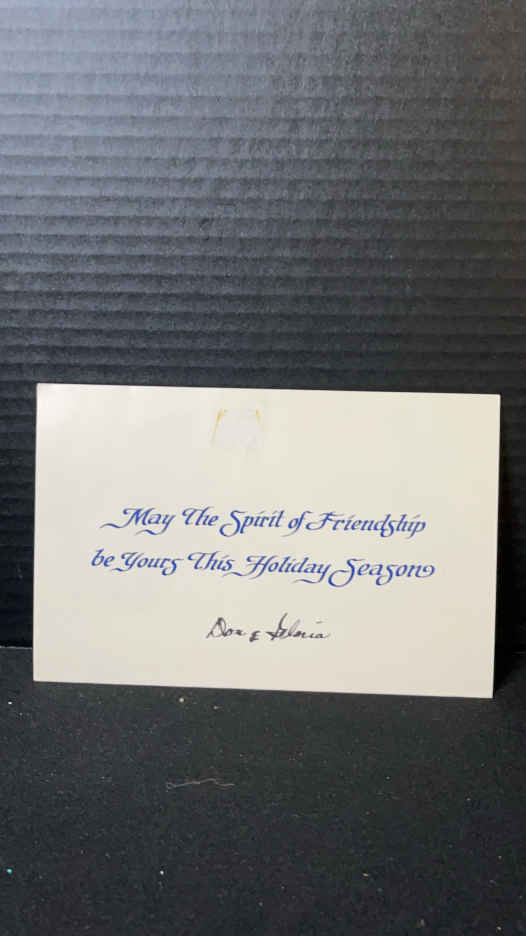 May The Spirit of Friendship
be Yours This Holiday Season
Don & Gloria